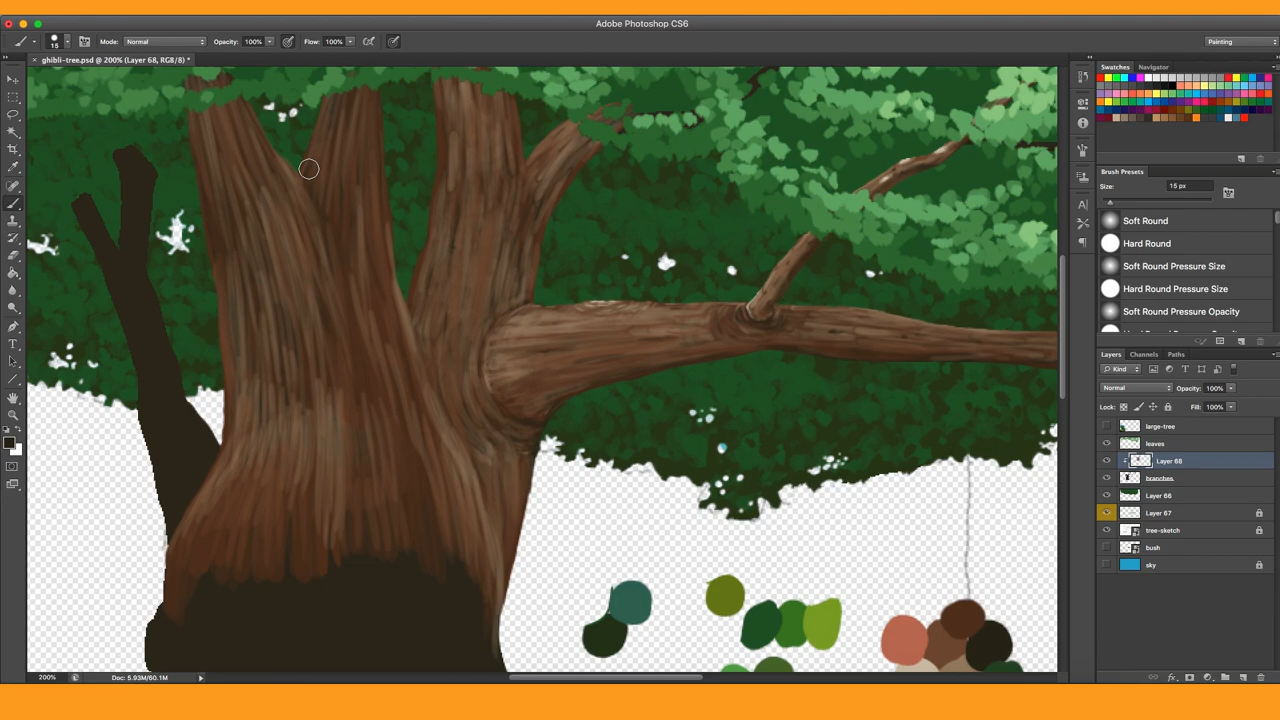 Adobe Photoshop CS6
15
Mode: Normal
Opacity: 100%
Flow: 100%
Painting
× ghibli-tree.psd @ 200% (Layer 68, RGB/8) *
Swatches Navigator
Brush Presets
Size: 15 px
Soft Round
Hard Round
Soft Round Pressure Size
Hard Round Pressure Size
Soft Round Pressure Opacity
Layers Channels Paths
Kind
Normal Opacity: 100%
Lock: Fill: 100%
large-tree
leaves
Layer 68
branches
Layer 66
Layer 67
tree-sketch
bush
sky
200% Doc: 5.93M/60.1M